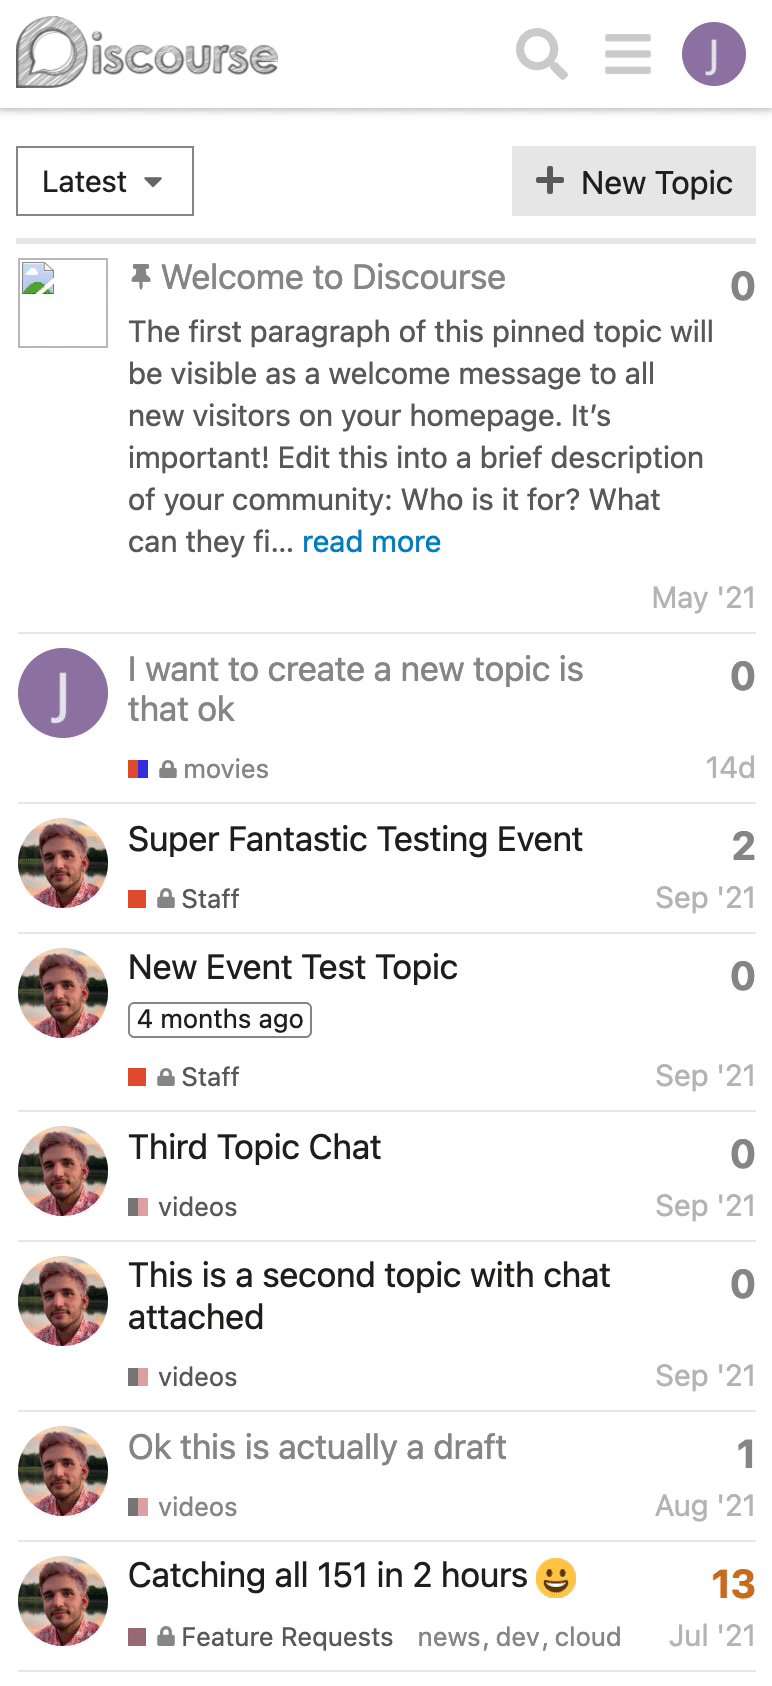 Discourse
J
Latest
New Topic
Welcome to Discourse
0
The first paragraph of this pinned topic will
be visible as a welcome message to all
new visitors on your homepage. It’s
important! Edit this into a brief description
of your community: Who is it for? What
can they fi... read more
May '21
J
I want to create a new topic is
that ok
0
movies
14d
Super Fantastic Testing Event
2
Staff
Sep '21
New Event Test Topic
0
4 months ago
Staff
Sep '21
Third Topic Chat
0
videos
Sep '21
This is a second topic with chat
attached
0
videos
Sep '21
Ok this is actually a draft
1
videos
Aug '21
Catching all 151 in 2 hours 😀
13
Feature Requests news, dev, cloud
Jul '21